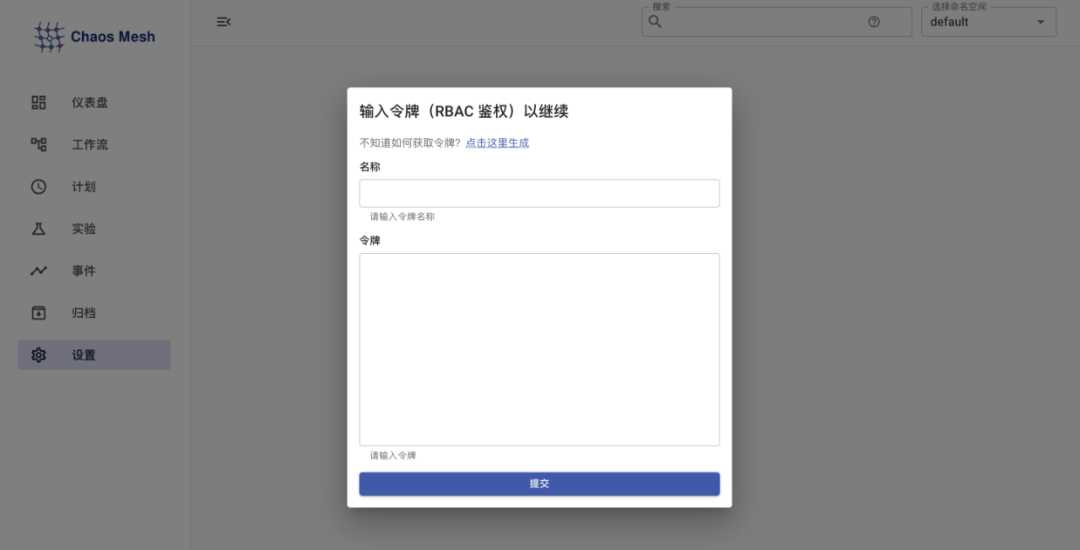 Chaos Mesh
搜索
选择命名空间
default
仪表盘
工作流
计划
实验
事件
归档
设置
输入令牌（RBAC 鉴权）以继续
不知道如何获取令牌？点击这里生成
名称
请输入令牌名称
令牌
请输入令牌
提交